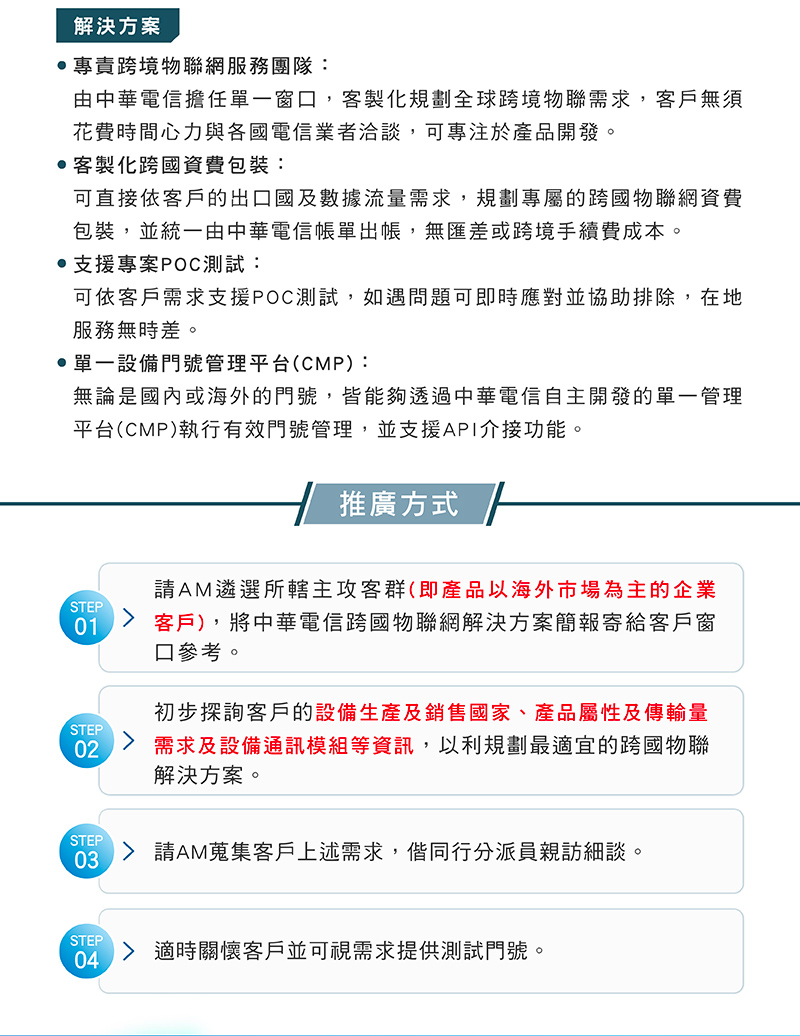 解決方案
專責跨境物聯網服務團隊：
由中華電信擔任單一窗口，客製化規劃全球跨境物聯需求，客戶無須
花費時間心力與各國電信業者洽談，可專注於產品開發。
客製化跨國資費包裝：
可直接依客戶的出口國及數據流量需求，規劃專屬的跨國物聯網資費
包裝，並統一由中華電信帳單出帳，無匯差或跨境手續費成本。
支援專案POC測試：
可依客戶需求支援POC測試，如遇問題可即時應對並協助排除，在地
服務無時差。
單一設備門號管理平台(CMP)：
無論是國內或海外的門號，皆能夠透過中華電信自主開發的單一管理
平台(CMP)執行有效門號管理，並支援API介接功能。
推廣方式
STEP
01
請AM遴選所轄主攻客群(即產品以海外市場為主的企業
客戶)，將中華電信跨國物聯網解決方案簡報寄給客戶窗
口參考。
STEP
02
初步探詢客戶的設備生產及銷售國家、產品屬性及傳輸量
需求及設備通訊模組等資訊，以利規劃最適宜的跨國物聯
解決方案。
STEP
03
請AM蒐集客戶上述需求，偕同行分派員親訪細談。
STEP
04
適時關懷客戶並可視需求提供測試門號。